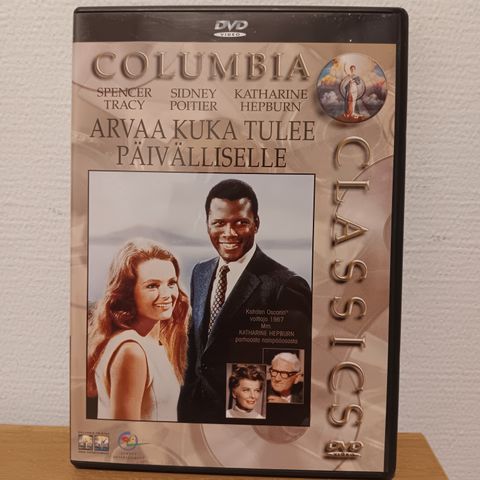 DVD
VIDEO
COLUMBIA
SPENCER TRACY
SIDNEY POITIER
KATHARINE HEPBURN
ARVAA KUKA TULEE
PÄIVÄLLISELLE
CLASSICS
Kahden Oscarin®
voittaja 1967
Mm.
KATHARINE HEPBURN
parhaasta naispääosasta
DVD
VIDEO